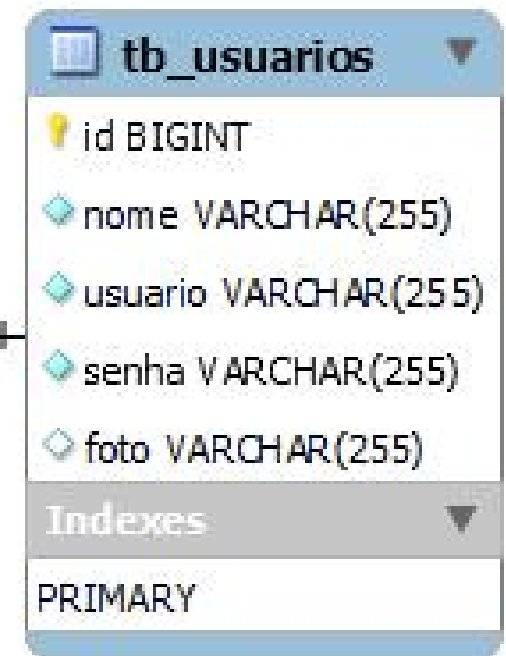 tb_usuarios
id BIGINT
nome VARCHAR(255)
usuario VARCHAR(255)
senha VARCHAR(255)
foto VARCHAR(255)
Indexes
PRIMARY